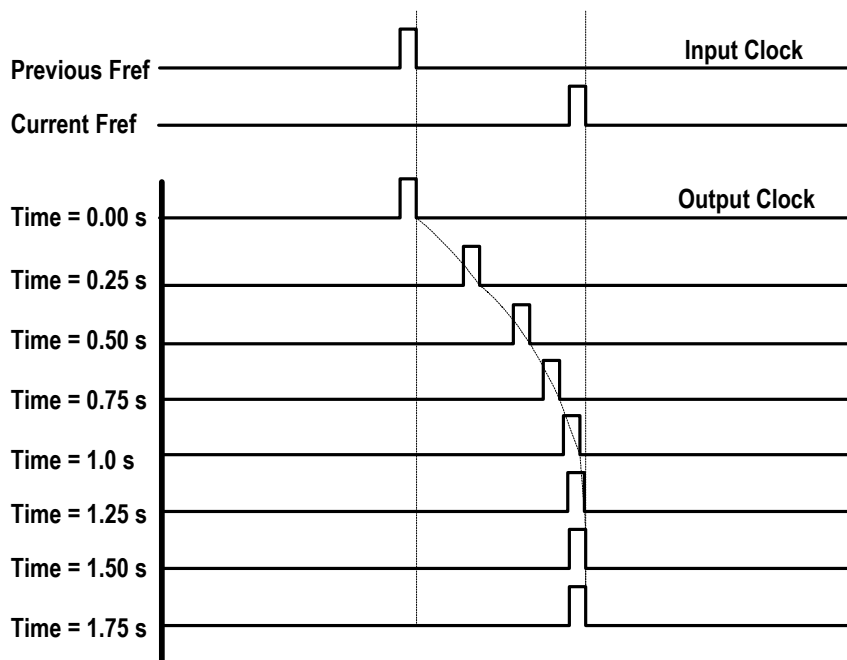 Input Clock
Previous Fref
Current Fref
Output Clock
Time = 0.00 s
Time = 0.25 s
Time = 0.50 s
Time = 0.75 s
Time = 1.0 s
Time = 1.25 s
Time = 1.50 s
Time = 1.75 s